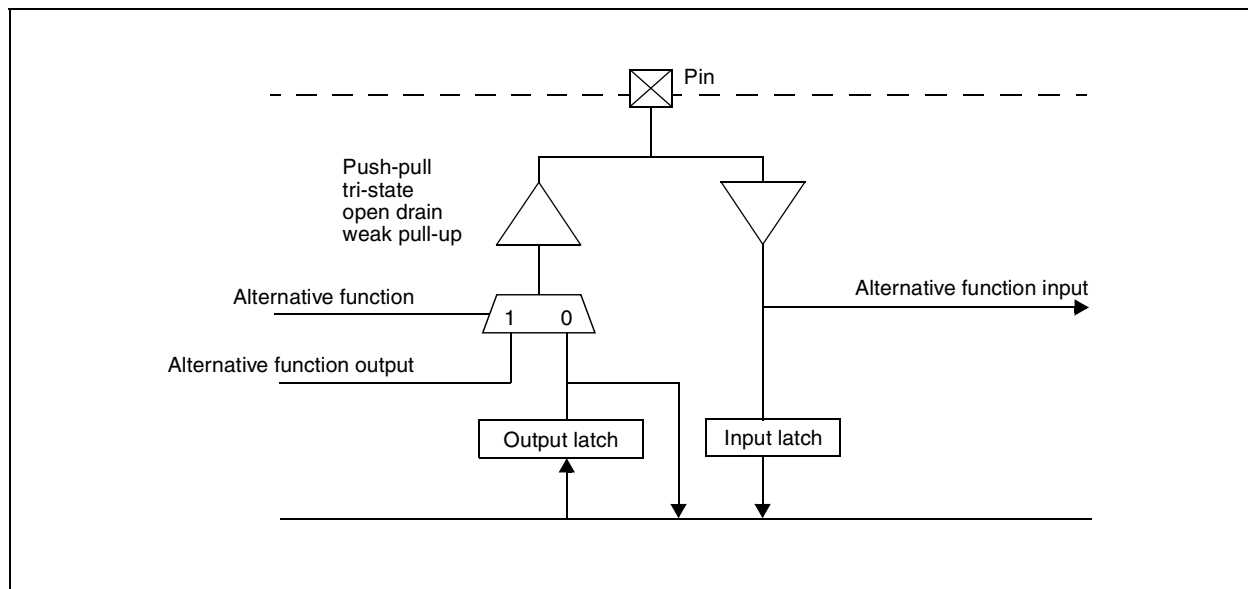 Pin
Push-pull
tri-state
open drain
weak pull-up
Alternative function
Alternative function input
1 0
Alternative function output
Output latch
Input latch